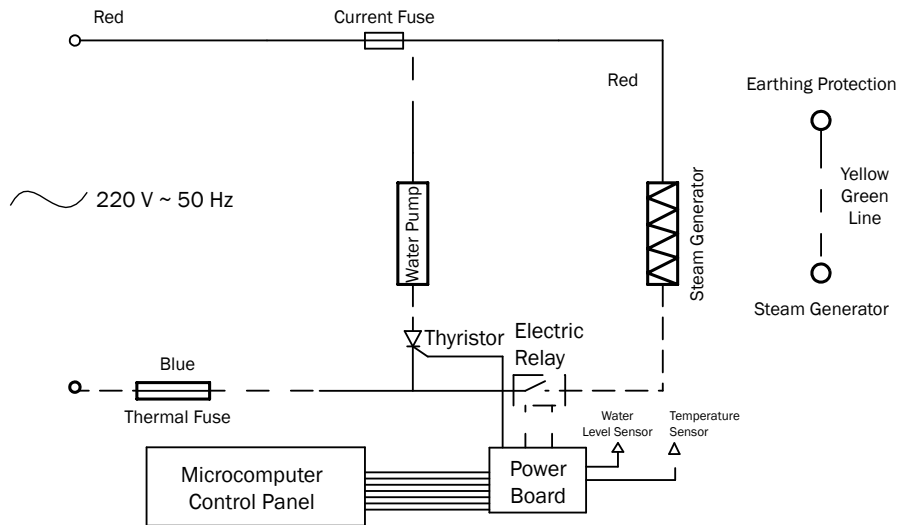 Red
Current Fuse
Red
Earthing Protection
220 V ~ 50 Hz
Water Pump
Steam Generator
Yellow
Green
Line
Steam Generator
Thyristor
Electric
Relay
Blue
Thermal Fuse
Water
Level Sensor
Temperature
Sensor
Microcomputer
Control Panel
Power
Board